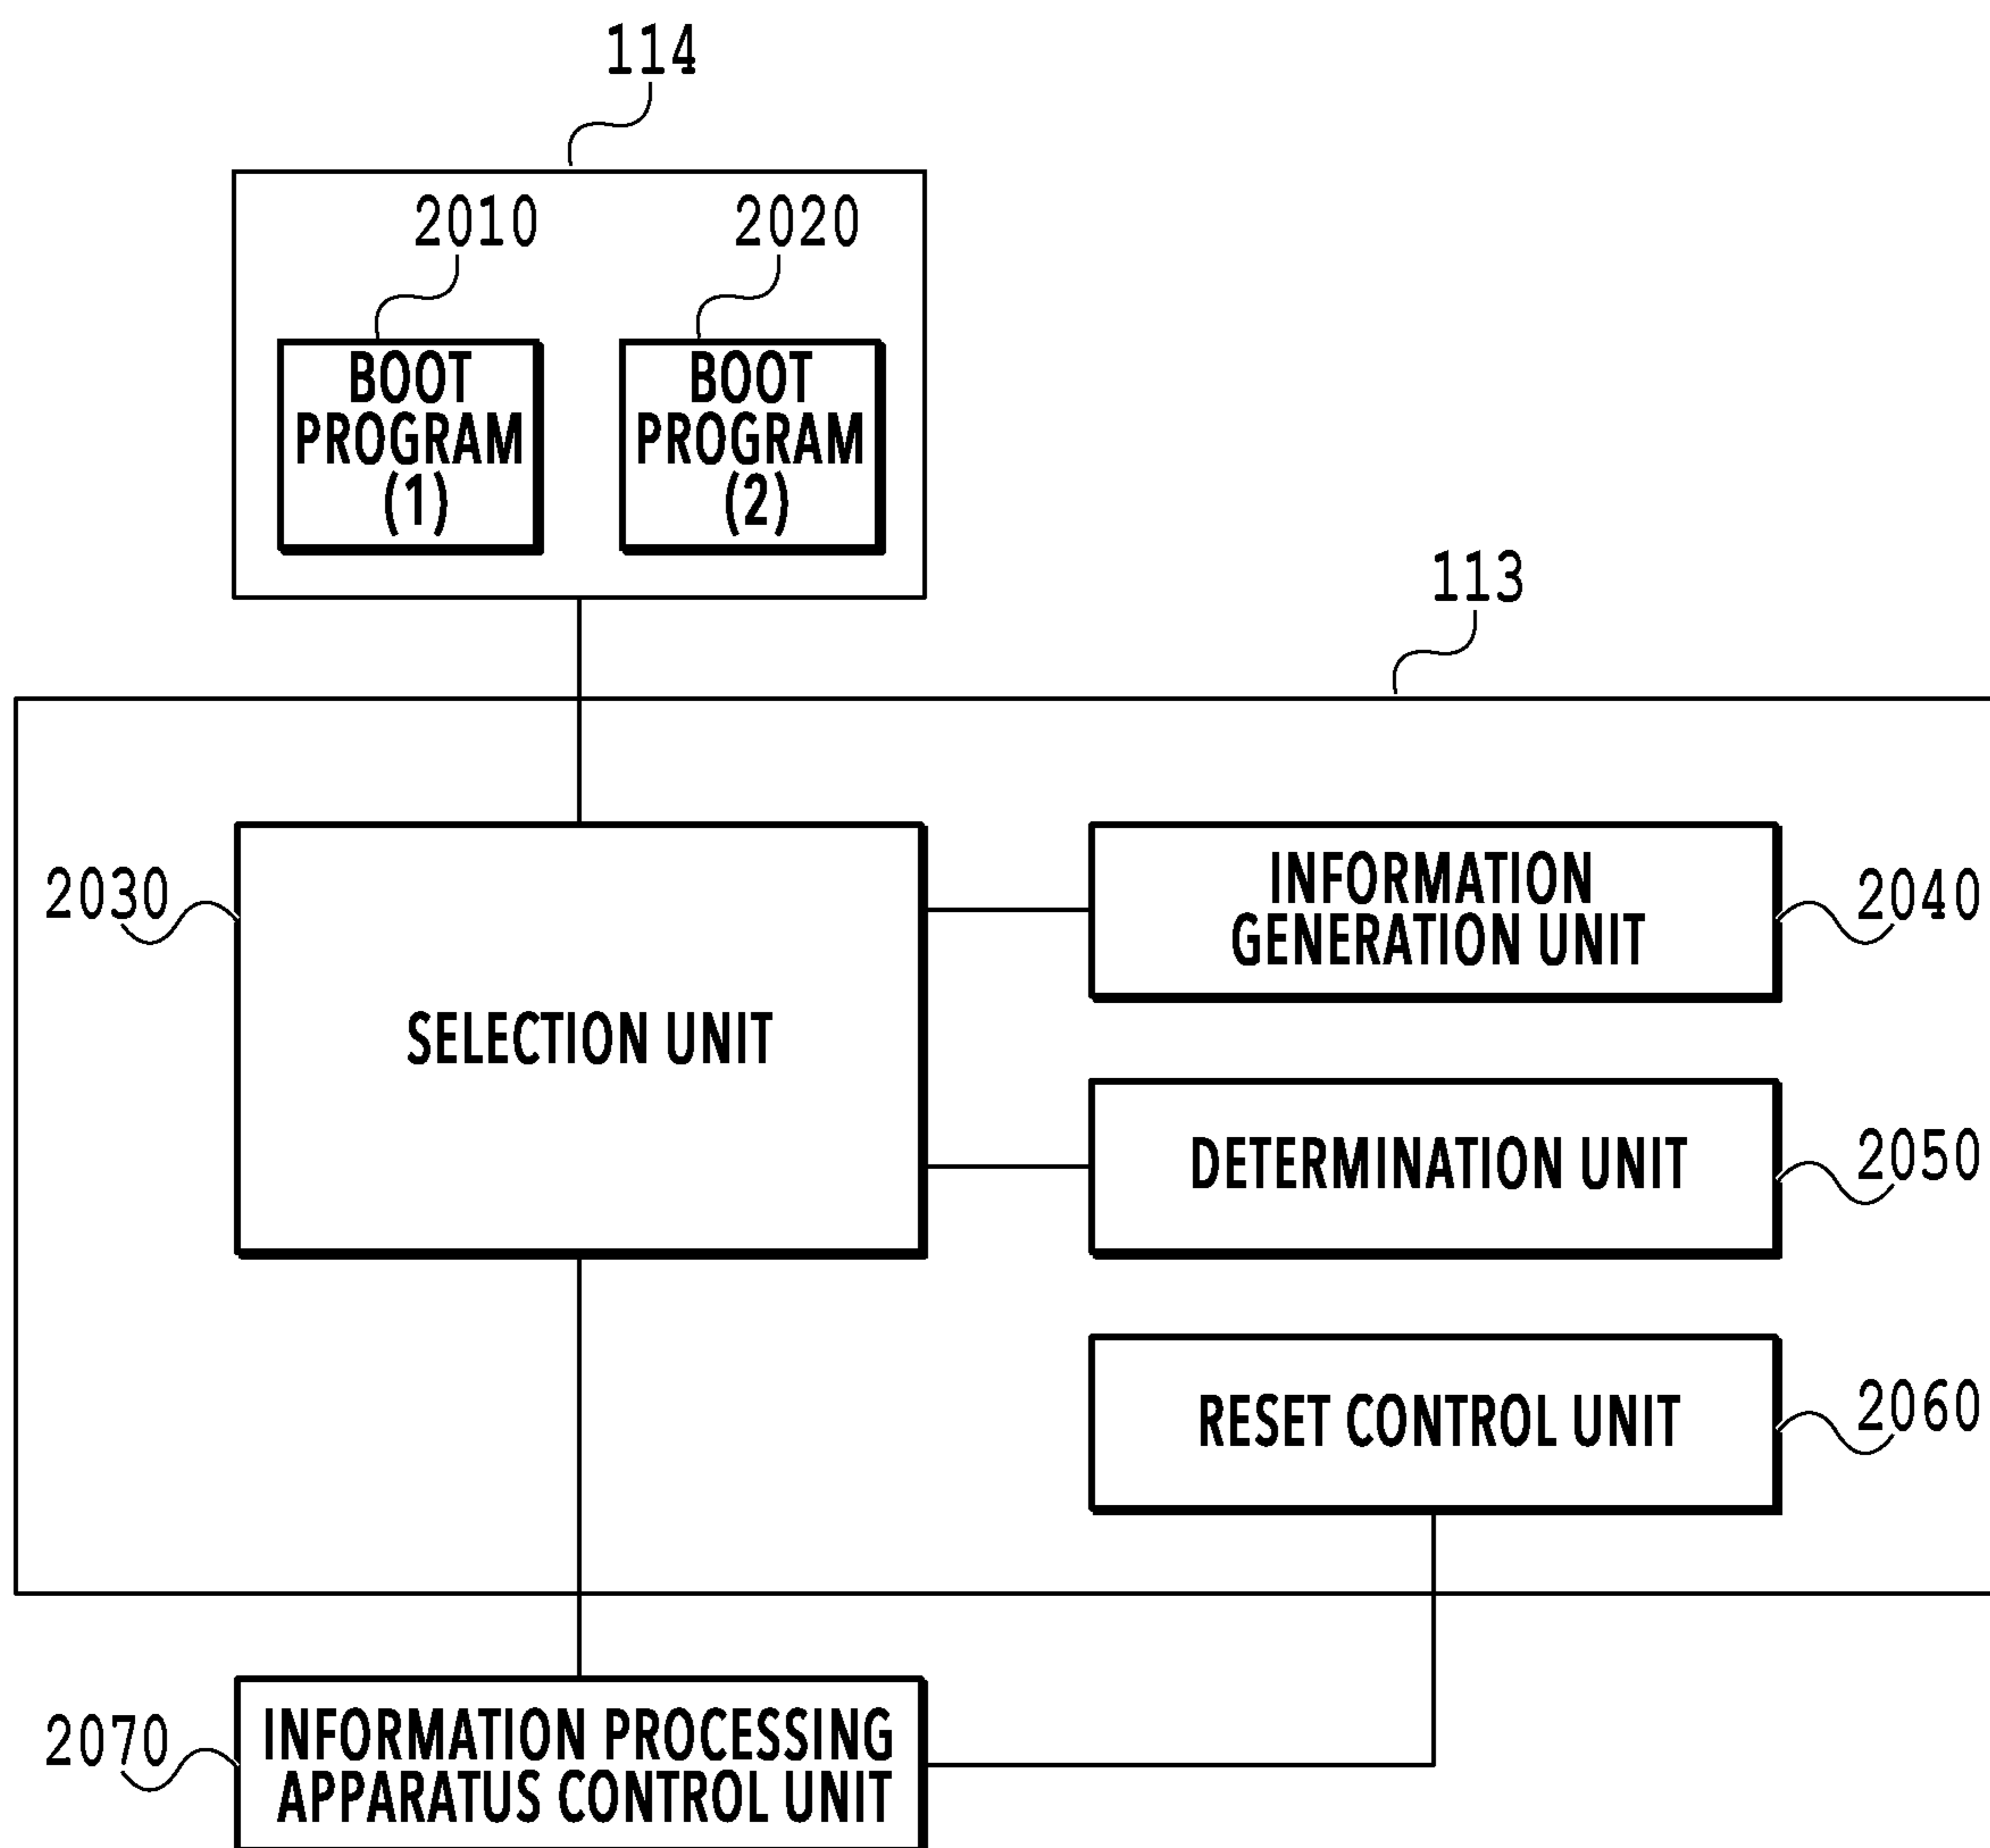 114
2010
2020
BOOT
PROGRAM
(1)
BOOT
PROGRAM
(2)
113
2030
SELECTION UNIT
INFORMATION
GENERATION UNIT
2040
DETERMINATION UNIT
2050
RESET CONTROL UNIT
2060
2070
INFORMATION PROCESSING
APPARATUS CONTROL UNIT